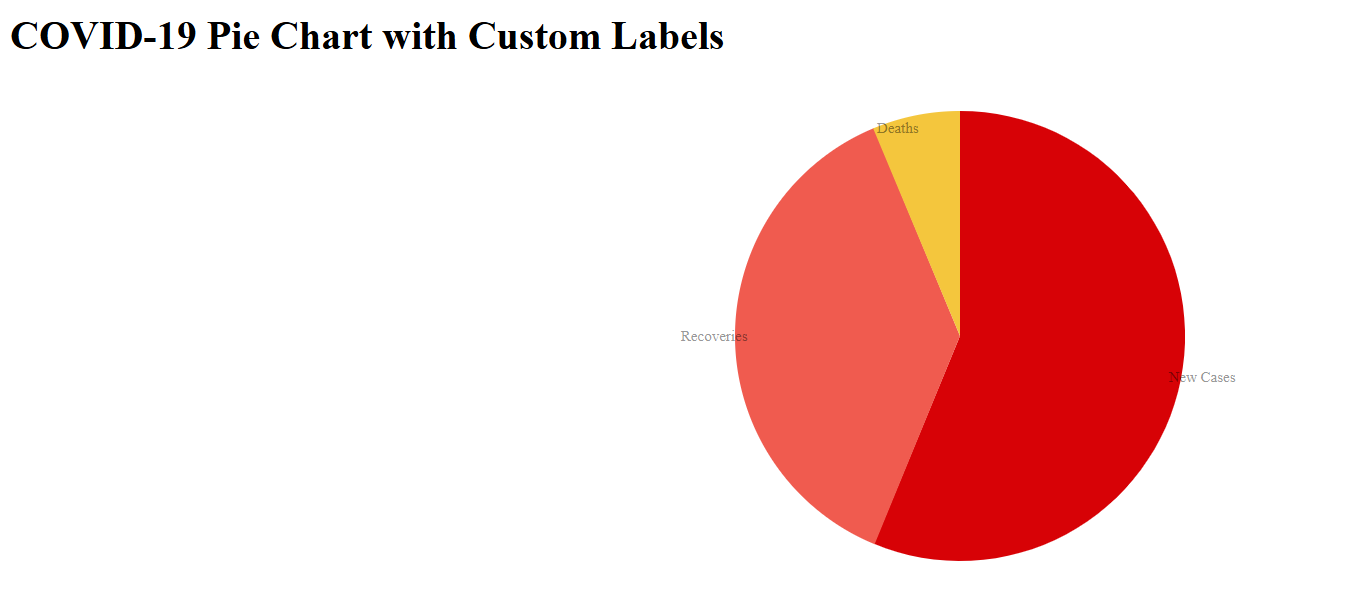 COVID-19 Pie Chart with Custom Labels
Deaths
Recoveries
New Cases